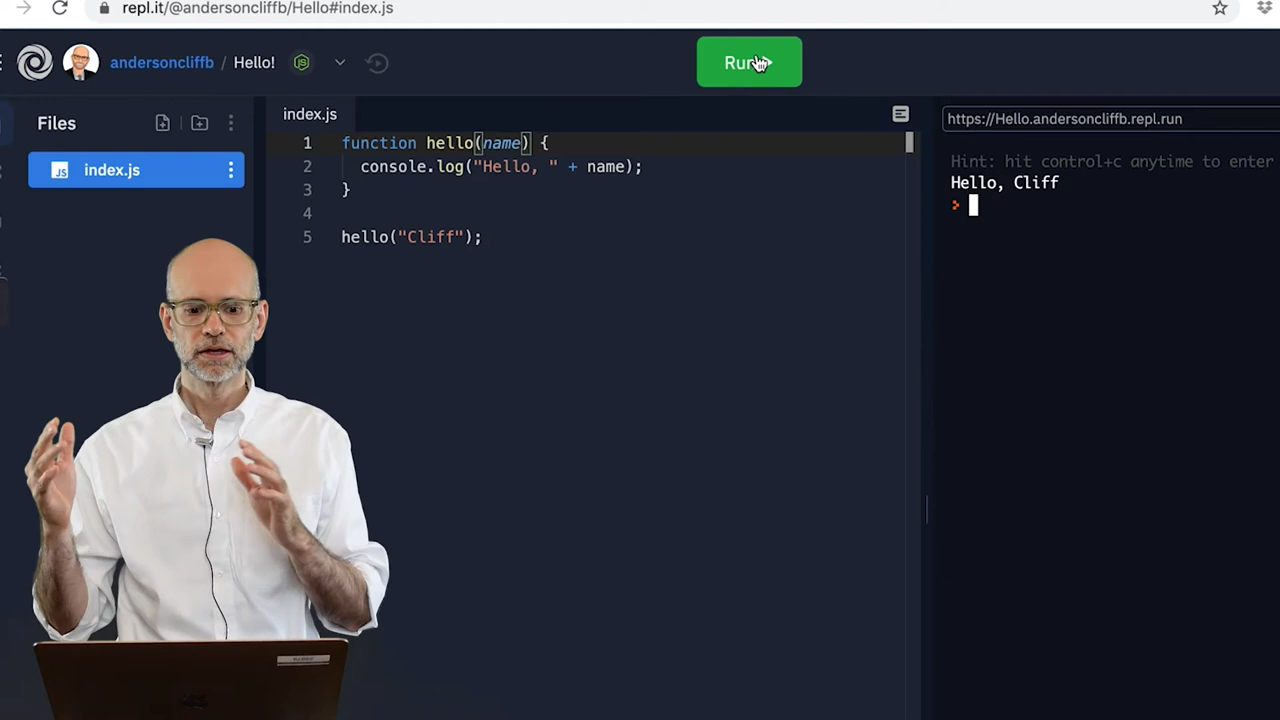 repl.it/@andersoncliffb/Hello#index.js
andersoncliffb / Hello!
Run
Files
index.js
JS
index.js
1 function hello(name) {
2 console.log("Hello, " + name);
3 }
4
5 hello("Cliff");
https://Hello.andersoncliffb.repl.run
Hint: hit control+c anytime to enter
Hello, Cliff
>